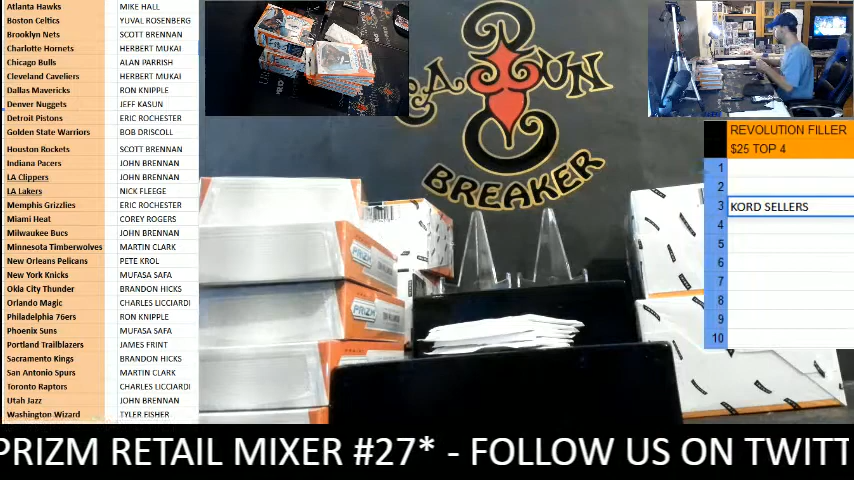 Atlanta Hawks MIKE HALL
Boston Celtics YUVAL ROSENBERG
Brooklyn Nets SCOTT BRENNAN
Charlotte Hornets HERBERT MUKAI
Chicago Bulls ALAN PARRISH
Cleveland Cavaliers HERBERT MUKAI
Dallas Mavericks RON KNIPPLE
Denver Nuggets JEFF KASUN
Detroit Pistons ERIC ROCHESTER
Golden State Warriors BOB DRISCOLL
Houston Rockets SCOTT BRENNAN
Indiana Pacers JOHN BRENNAN
LA Clippers JOHN BRENNAN
LA Lakers NICK FLEEGE
Memphis Grizzlies ERIC ROCHESTER
Miami Heat COREY ROGERS
Milwaukee Bucs JOHN BRENNAN
Minnesota Timberwolves MARTIN CLARK
New Orleans Pelicans PETE KROL
New York Knicks MUFASA SAFA
Okla City Thunder BRANDON HICKS
Orlando Magic CHARLES LICCIARDI
Philadelphia 76ers RON KNIPPLE
Phoenix Suns MUFASA SAFA
Portland Trailblazers JAMES FRINT
Sacramento Kings BRANDON HICKS
San Antonio Spurs MARTIN CLARK
Toronto Raptors CHARLES LICCIARDI
Utah Jazz JOHN BRENNAN
Washington Wizard TYLER EISHER
BREAKER
PRIZM
PRIZM
REVOLUTION FILLER
$25 TOP 4
1
2
3 KORD SELLERS
4
5
6
7
8
9
10
PRIZM RETAIL MIXER #27* - FOLLOW US ON TWITT